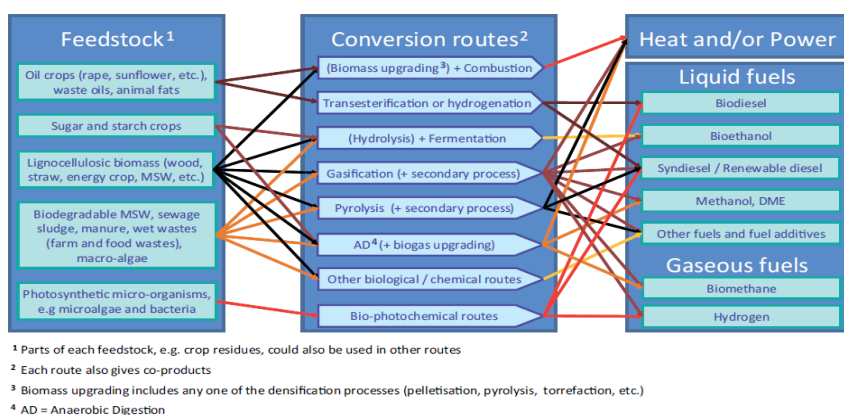 Feedstock¹
Oil crops (rape, sunflower, etc.),
waste oils, animal fats
Sugar and starch crops
Lignocellulosic biomass (wood,
straw, energy crop, MSW, etc.)
Biodegradable MSW, sewage
sludge, manure, wet wastes
(farm and food wastes),
macro-algae
Photosynthetic micro-organisms,
e.g microalgae and bacteria
Conversion routes²
(Biomass upgrading³) + Combustion
Transesterification or hydrogenation
(Hydrolysis) + Fermentation
Gasification (+ secondary process)
Pyrolysis (+ secondary process)
AD⁴ (+ biogas upgrading)
Other biological / chemical routes
Bio-photochemical routes
Heat and/or Power
Liquid fuels
Biodiesel
Bioethanol
Syndiesel / Renewable diesel
Methanol, DME
Other fuels and fuel additives
Gaseous fuels
Biomethane
Hydrogen
¹ Parts of each feedstock, e.g. crop residues, could also be used in other routes
² Each route also gives co-products
³ Biomass upgrading includes any one of the densification processes (pelletisation, pyrolysis, torrefaction, etc.)
⁴ AD = Anaerobic Digestion